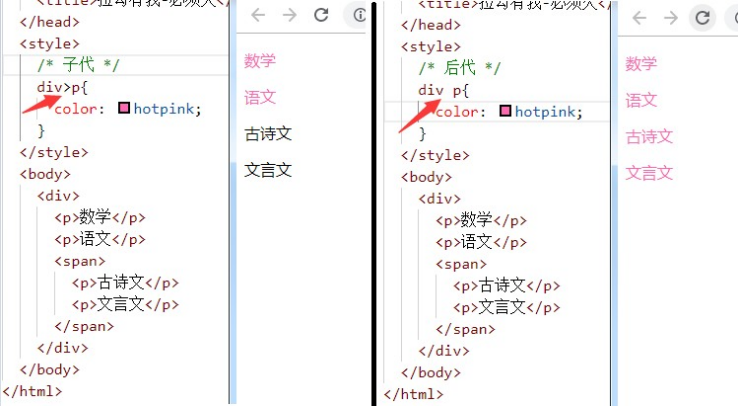 <title>拉勾有我-必须火</
</head>
<style>
/* 子代 */
div>p{
color: hotpink;
}
</style>
<body>
<div>
<p>数学</p>
<p>语文</p>
<span>
<p>古诗文</p>
<p>文言文</p>
</span>
</div>
</body>
</html>
数学
语文
古诗文
文言文
<title>拉勾有我-必须火</
</head>
<style>
/* 后代 */
div p{
color: hotpink;
}
</style>
<body>
<div>
<p>数学</p>
<p>语文</p>
<span>
<p>古诗文</p>
<p>文言文</p>
</span>
</div>
</body>
</html>
数学
语文
古诗文
文言文